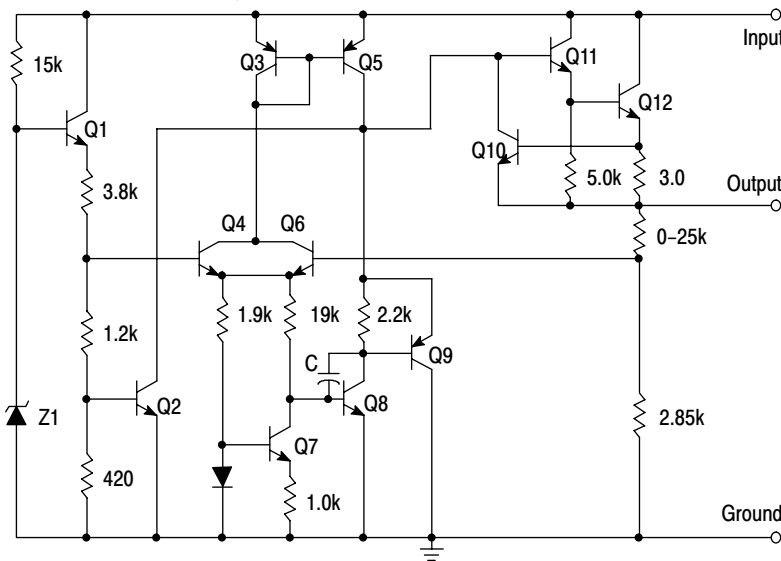 Input
Q3
Q5
Q11
15k
Q12
Q1
Q10
3.8k
5.0k
3.0
Output
Q4
Q6
0–25k
1.9k
19k
2.2k
1.2k
C
Q9
Z1
Q2
Q8
2.85k
Q7
420
1.0k
Ground